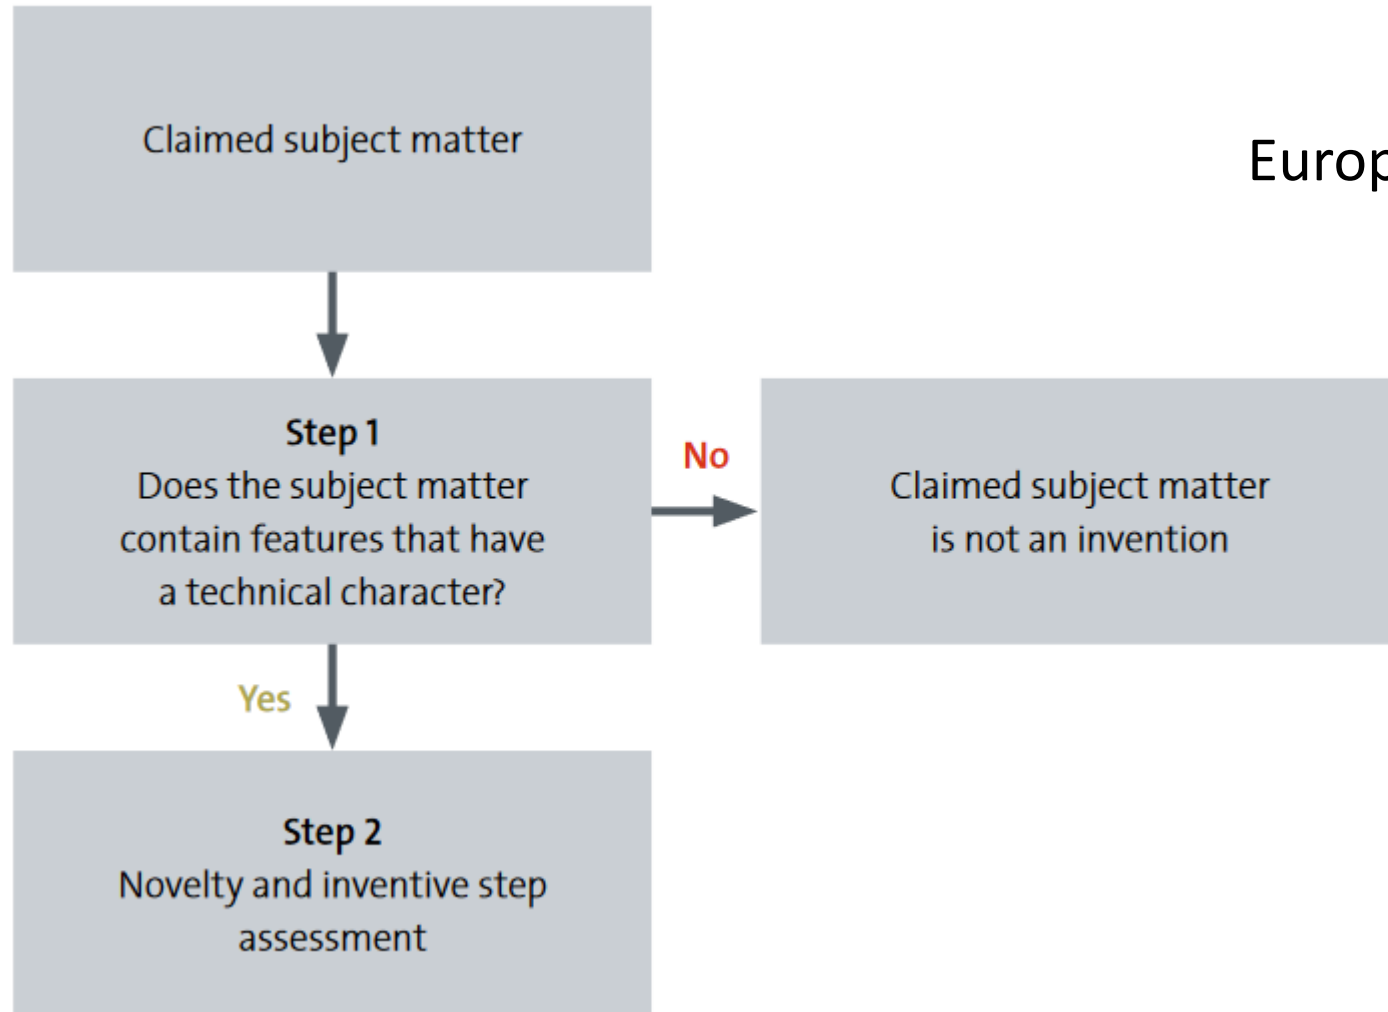 Claimed subject matter
Step 1
Does the subject matter
contain features that have
a technical character?
No
Claimed subject matter
is not an invention
Yes
Step 2
Novelty and inventive step
assessment